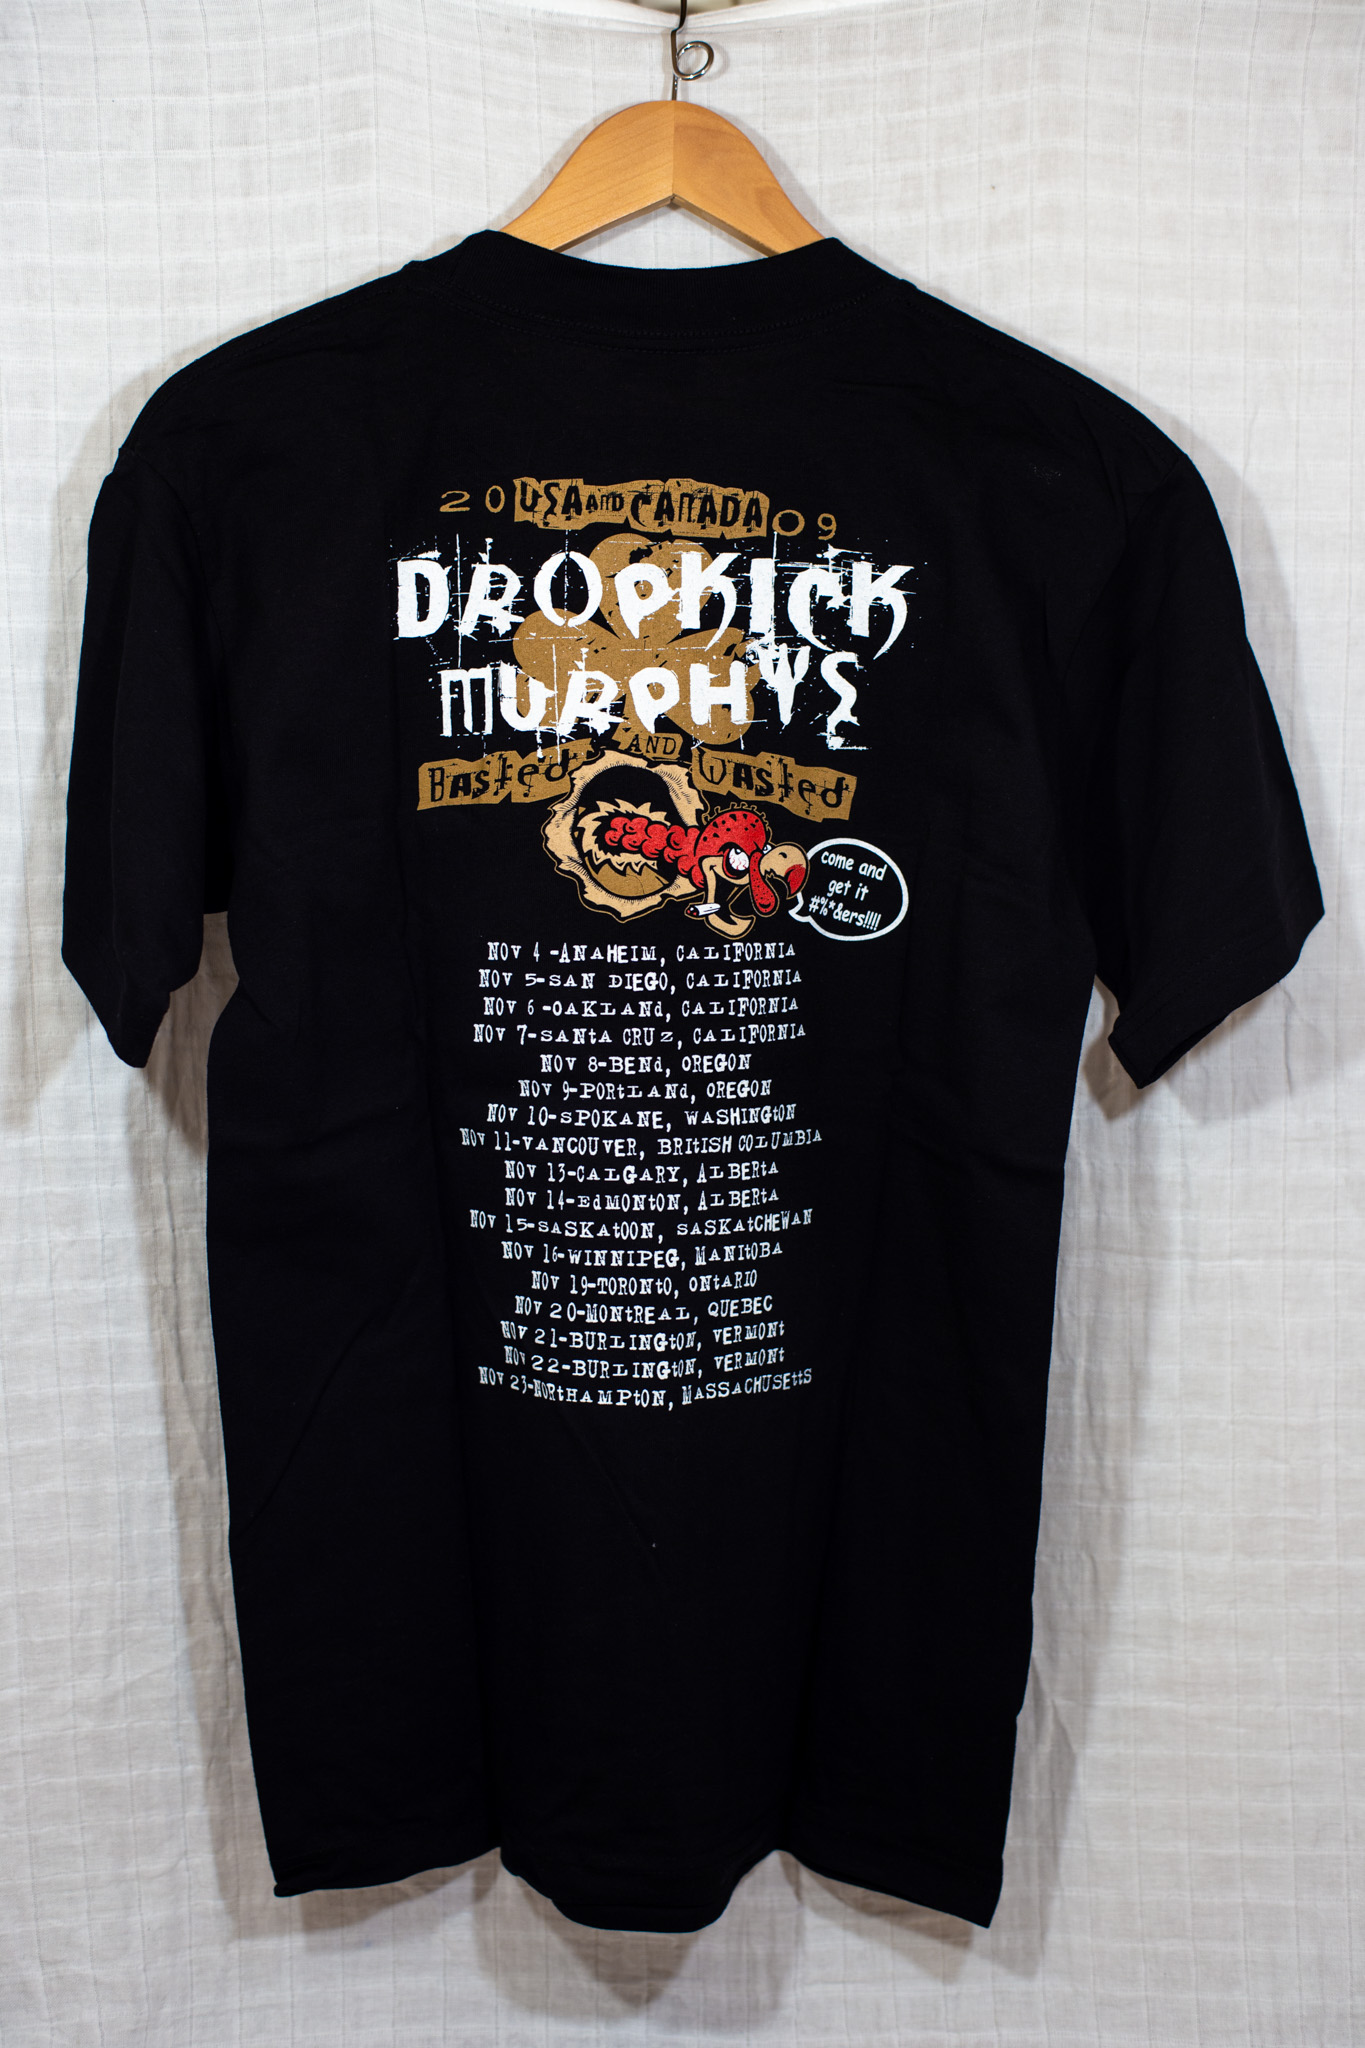 20 USA AND CANADA 09
DROPKICK
MURPHYS
Basted AND Wasted
come and
get it
#%*&ers!!!!
NOV 4 -ANAHEIM, CALIFORNIA
NOV 5-SAN DIEGO, CALIFORNIA
NOV 6 -OAKLANd, CALIFORNIA
NOV 7-SANtA CRUZ, CALIFORNIA
NOV 8-BENd, OREGON
NOV 9-PORtLANd, OREGON
NOV 10-SPOKANE, WASHINGtON
NOV 11-VANCOUVER, BRItISH COLUMBIA
NOV 13-CALGARY, ALBERtA
NOV 14-EdMONtON, ALBERtA
NOV 15-SASKAtOON, SASKAtCHEWAN
NOV 16-WINNIPEG, MANItOBA
NOV 19-TORONtO, ONtARIO
NOV 20-MONtREAL, QUEBEC
NOV 21-BURLINGtON, VERMONt
NOV 22-BURLINGtON, VERMONt
NOV 23-NORtHAMPtON, MASSACHUSEttS